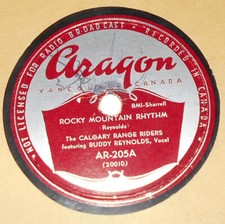 NOT LICENSED FOR RADIO BROADCAST • RECORDED IN CANADA
Aragon
VANCOUVER CANADA
BMI-Sherrell
ROCKY MOUNTAIN RHYTHM
(Reynolds)
The CALGARY RANGE RIDERS
featuring BUDDY REYNOLDS, Vocal
AR-205A
(20010)